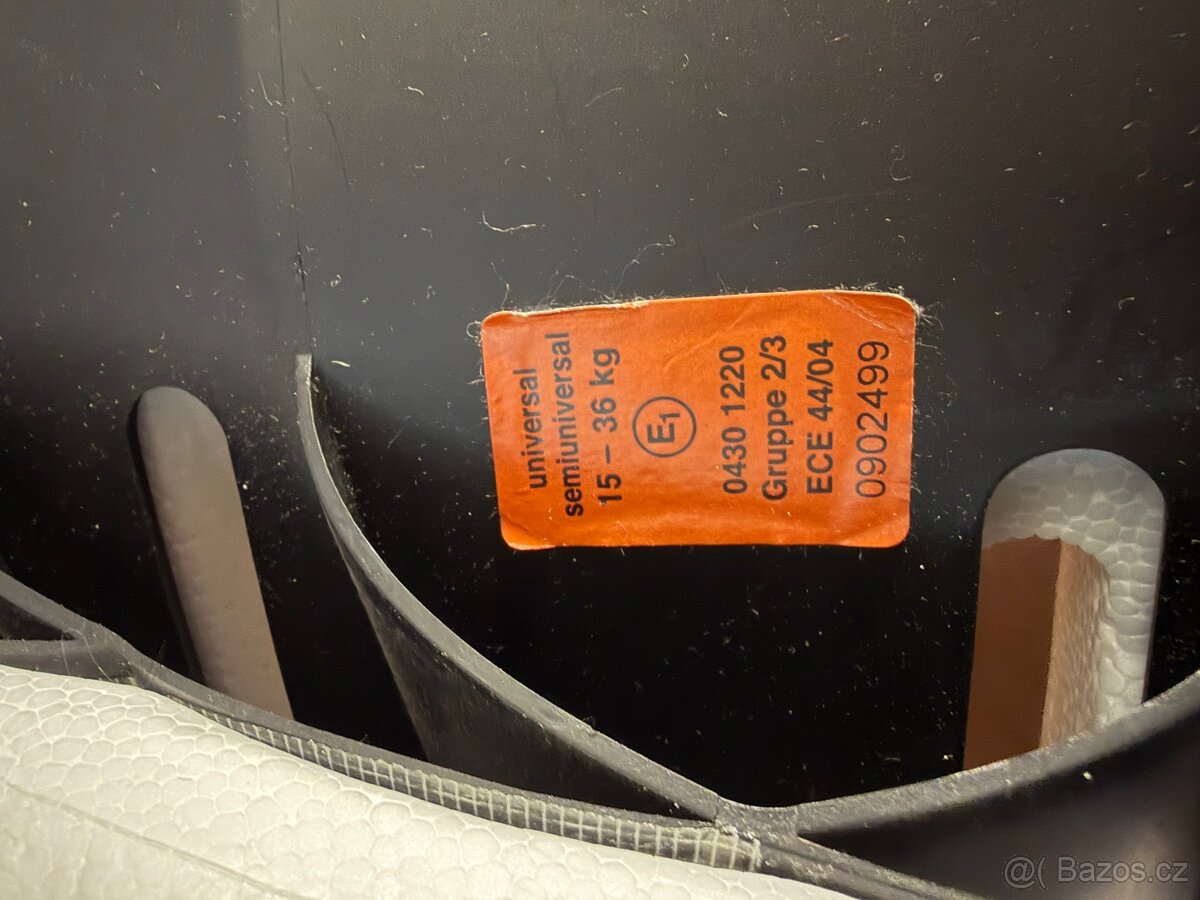 universal
semiuniversal
15 – 36 kg
E1
0430 1220
Gruppe 2/3
ECE 44/04
0902499
@( Bazos.cz